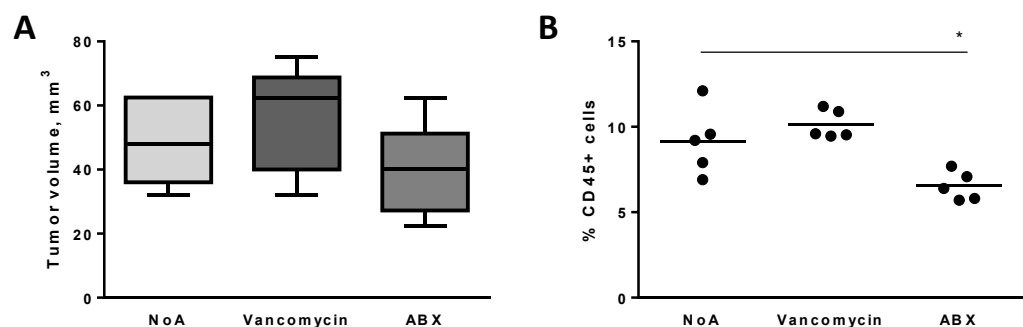 A
Tumor volume, mm³
80
60
40
20
0
NoA Vancomycin ABX
B
% CD45+ cells
15
10
5
0
*
NoA Vancomycin ABX